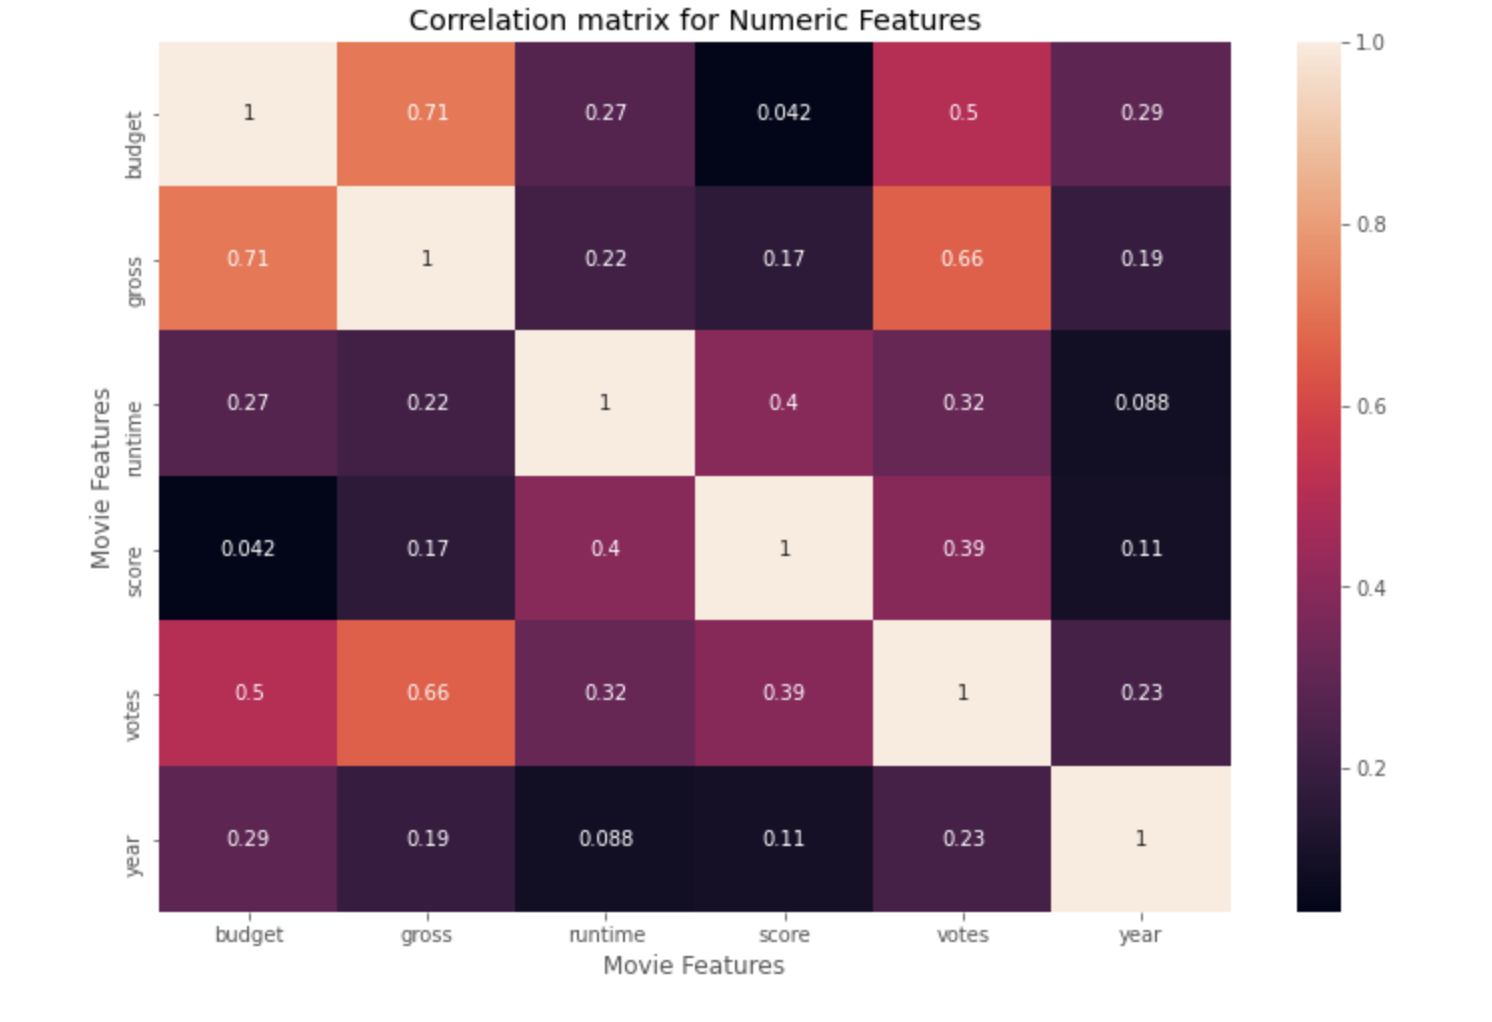 Correlation matrix for Numeric Features
budget 1 0.71 0.27 0.042 0.5 0.29
gross 0.71 1 0.22 0.17 0.66 0.19
runtime 0.27 0.22 1 0.4 0.32 0.088
score 0.042 0.17 0.4 1 0.39 0.11
votes 0.5 0.66 0.32 0.39 1 0.23
year 0.29 0.19 0.088 0.11 0.23 1
Movie Features
budget gross runtime score votes year
Movie Features
1.0
0.8
0.6
0.4
0.2